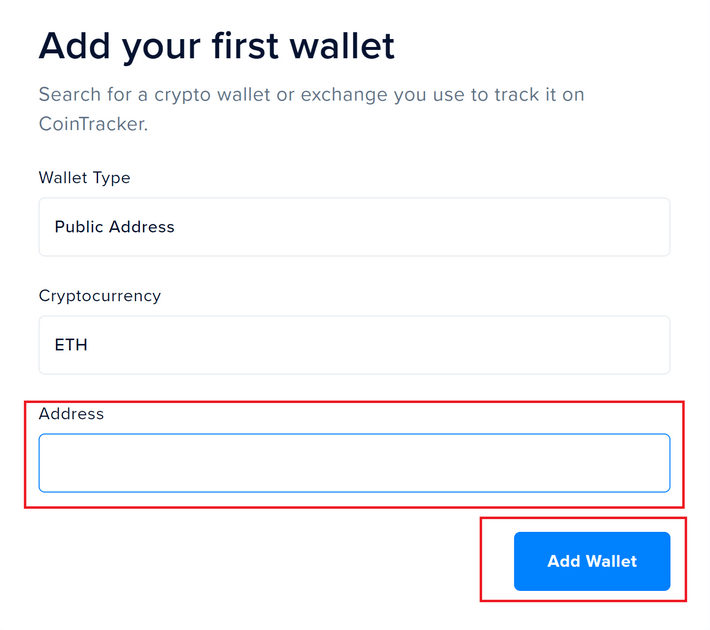 Add your first wallet
Search for a crypto wallet or exchange you use to track it on
CoinTracker.
Wallet Type
Public Address
Cryptocurrency
ETH
Address
Add Wallet